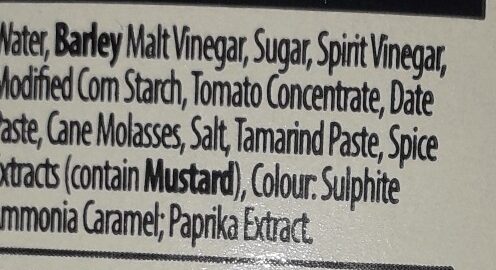 Water, Barley Malt Vinegar, Sugar, Spirit Vinegar,
Modified Corn Starch, Tomato Concentrate, Date
Paste, Cane Molasses, Salt, Tamarind Paste, Spice
Extracts (contain Mustard), Colour: Sulphite
Ammonia Caramel; Paprika Extract.